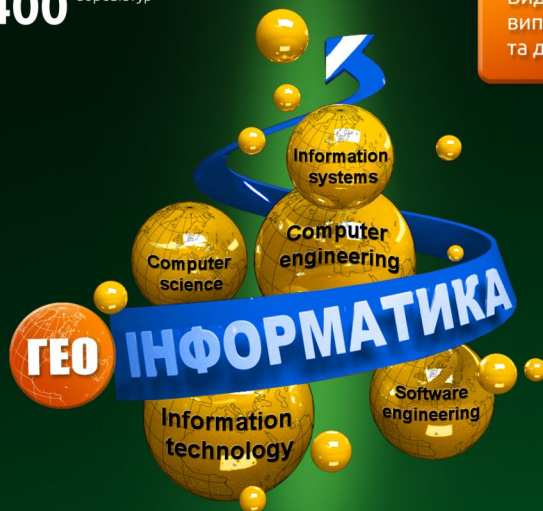 400
Information
systems
Computer
engineering
Computer
science
ГЕО ІНФОРМАТИКА
Software
engineering
Information
technology